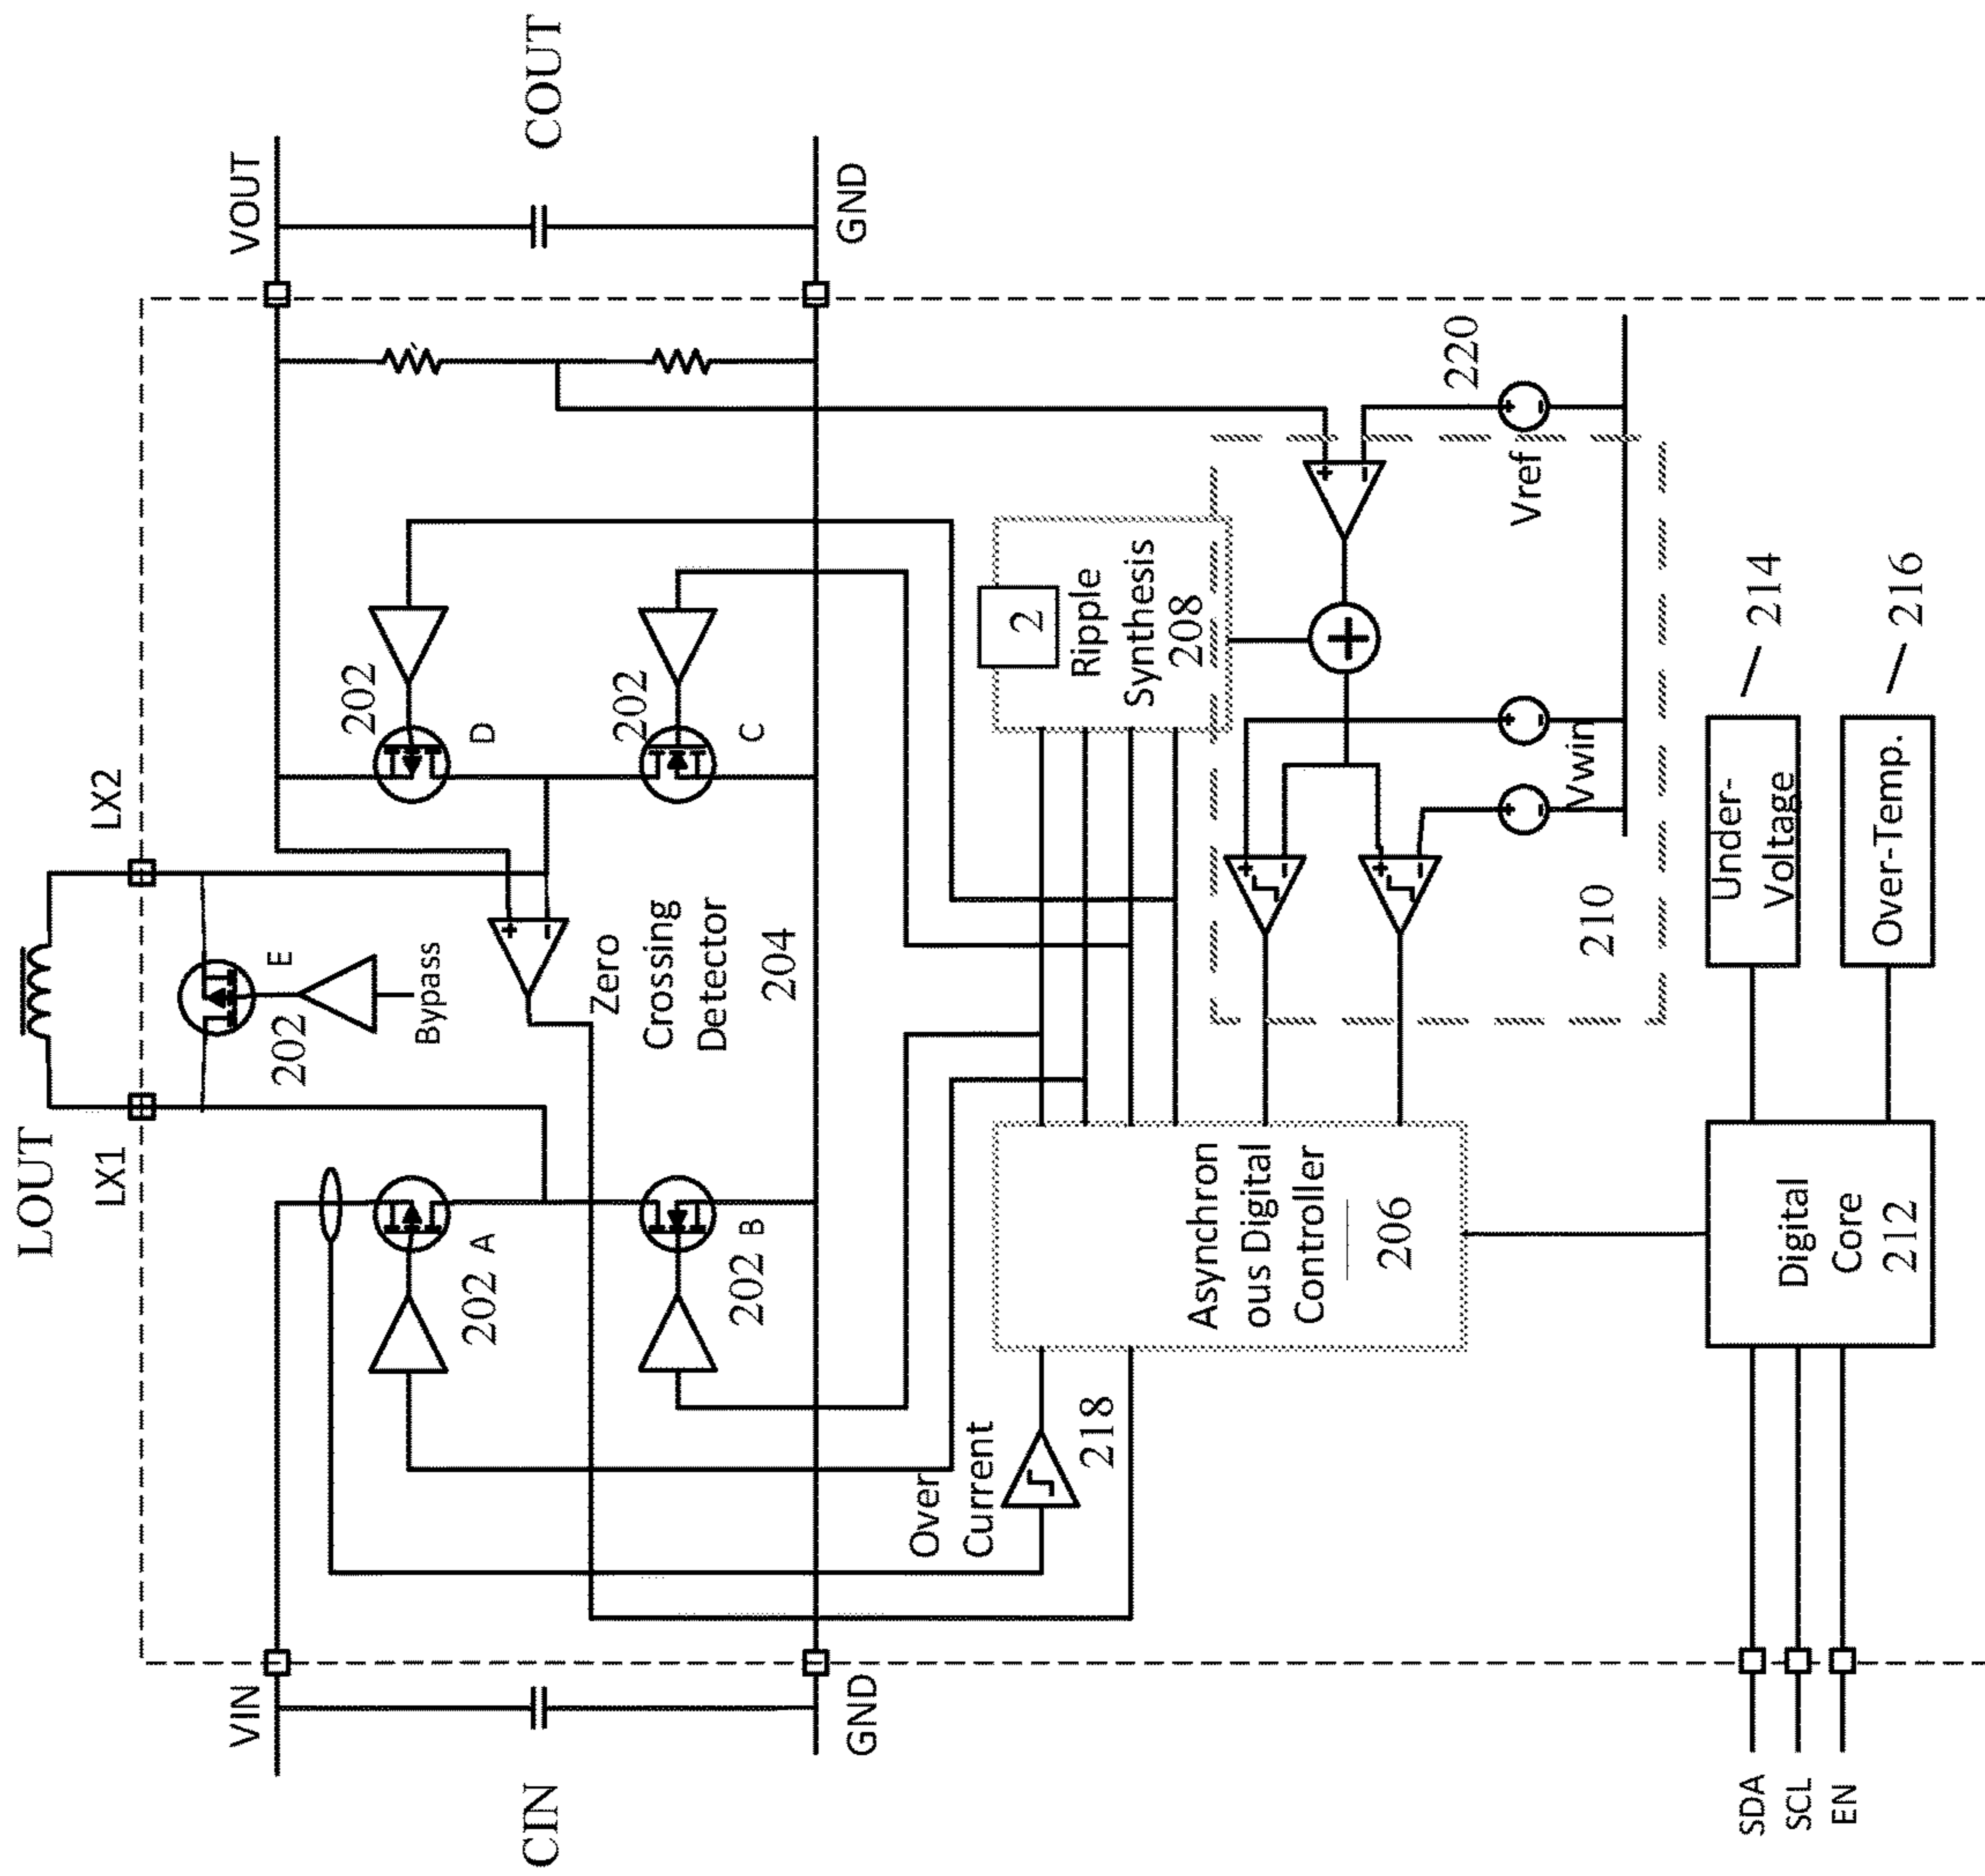 LOUT
LX1
LX2
VIN
VOUT
CIN
COUT
GND
GND
202
A
202
B
202
E
Bypass
202
D
202
C
Zero
Crossing
Detector
204
Over
Current
218
Asynchron
ous Digital
Controller
206
2
Ripple
Synthesis
208
210
Vwin
Vref
220
SDA
SCL
EN
Digital
Core
212
Under-
Voltage
214
Over-Temp.
216